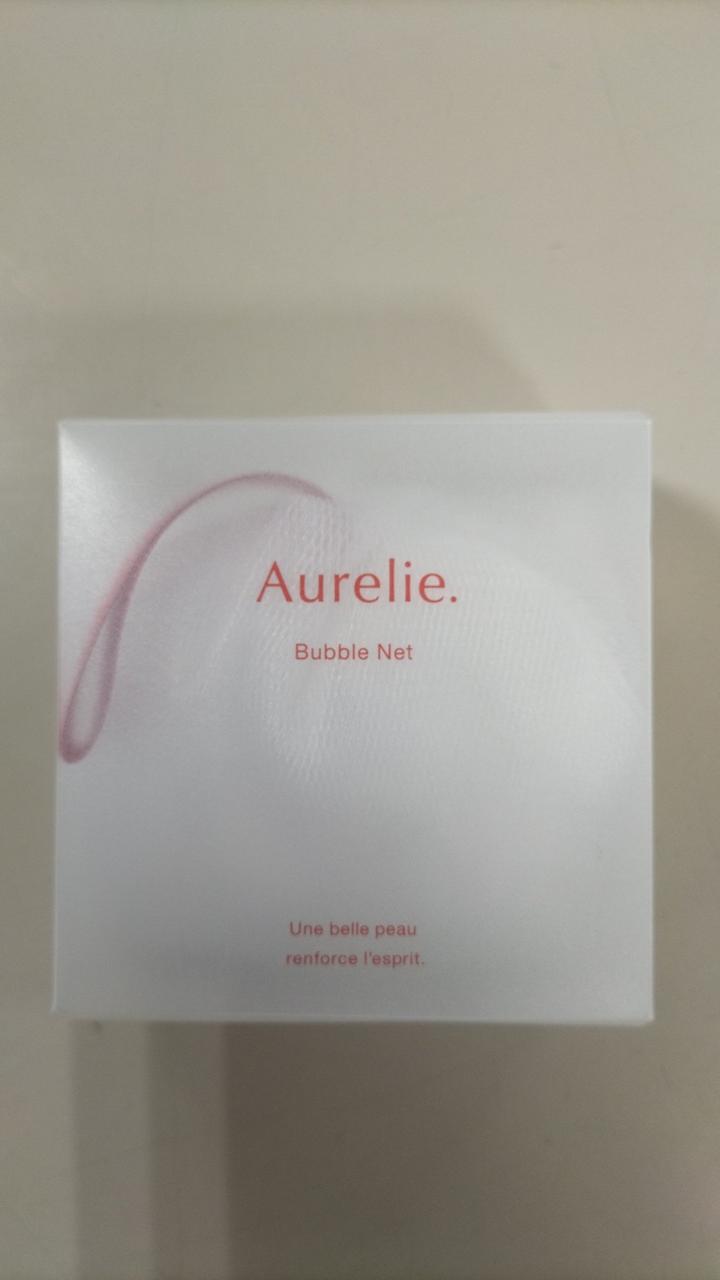 Aurelie.
Bubble Net
Une belle peau
renforce l'esprit.